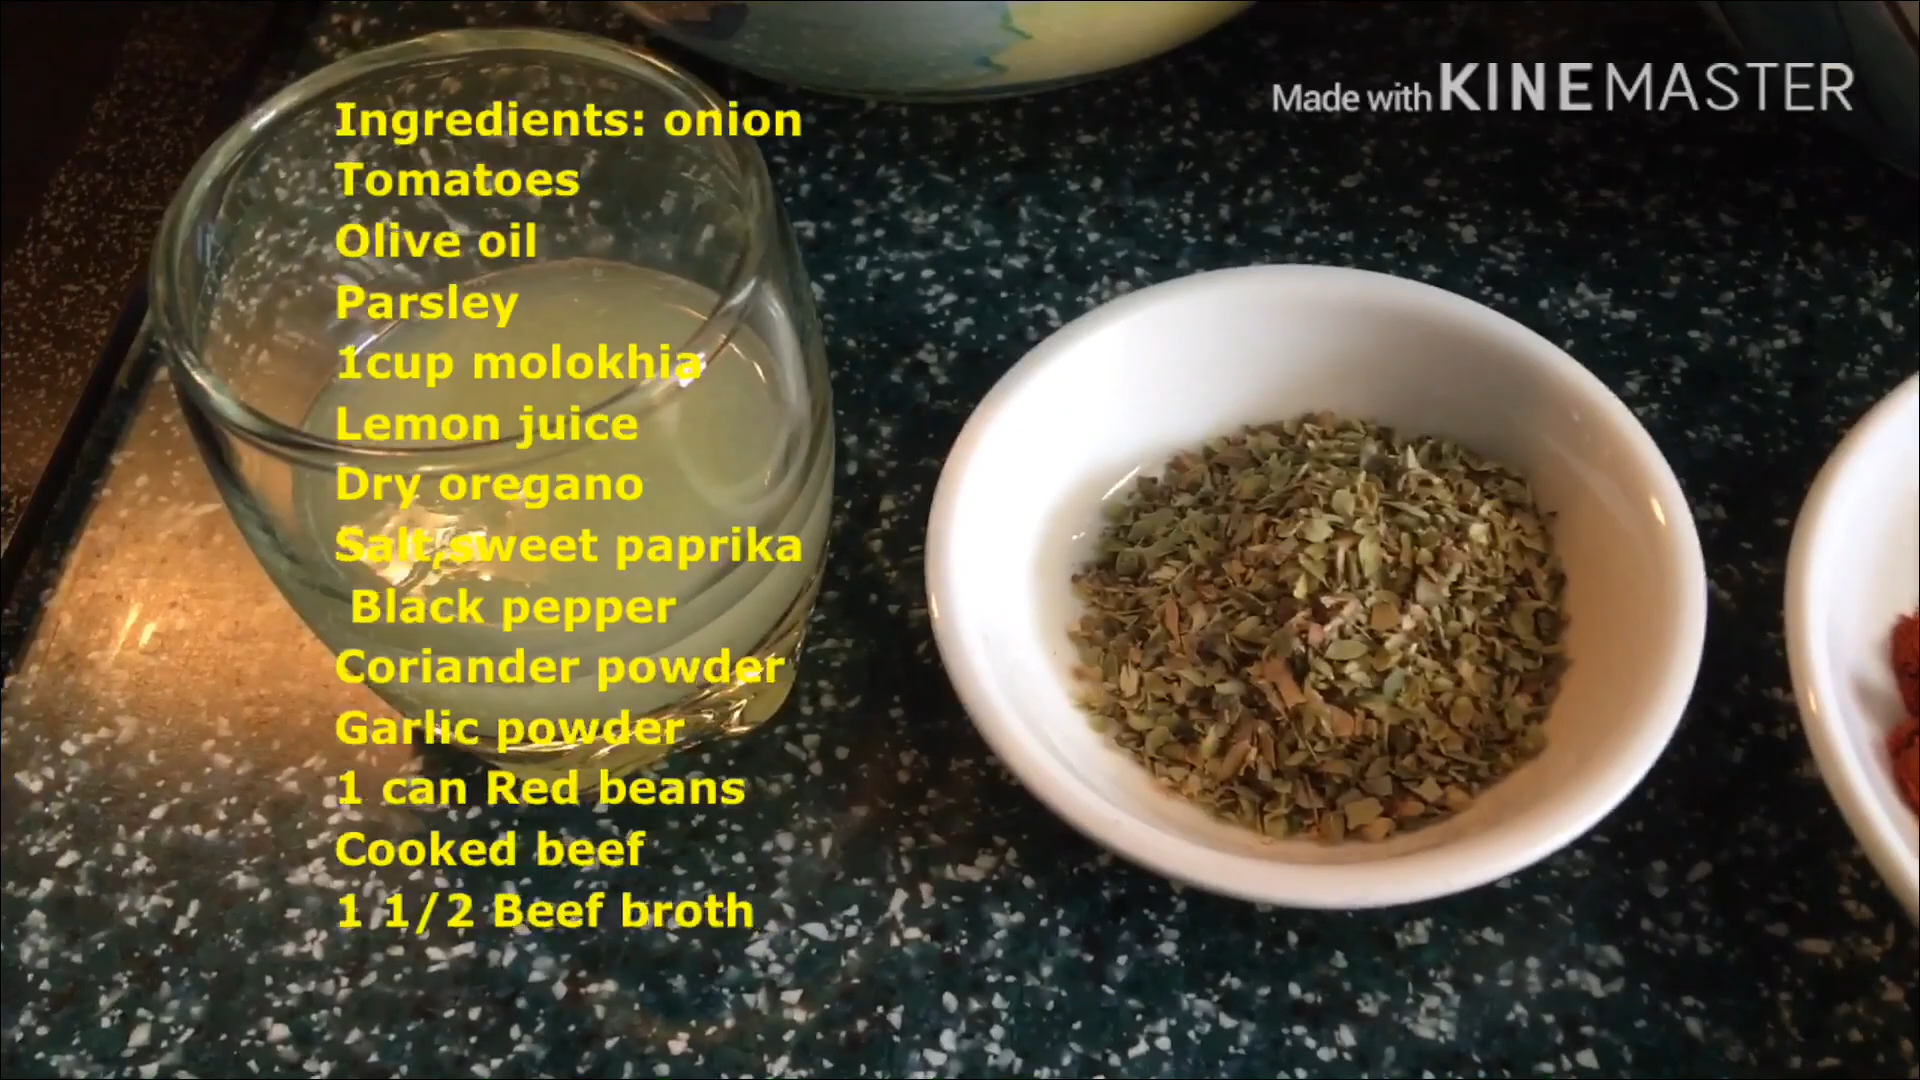 Made with KINEMASTER
Ingredients: onion
Tomatoes
Olive oil
Parsley
1cup molokhia
Lemon juice
Dry oregano
Salt,sweet paprika
Black pepper
Coriander powder
Garlic powder
1 can Red beans
Cooked beef
1 1/2 Beef broth